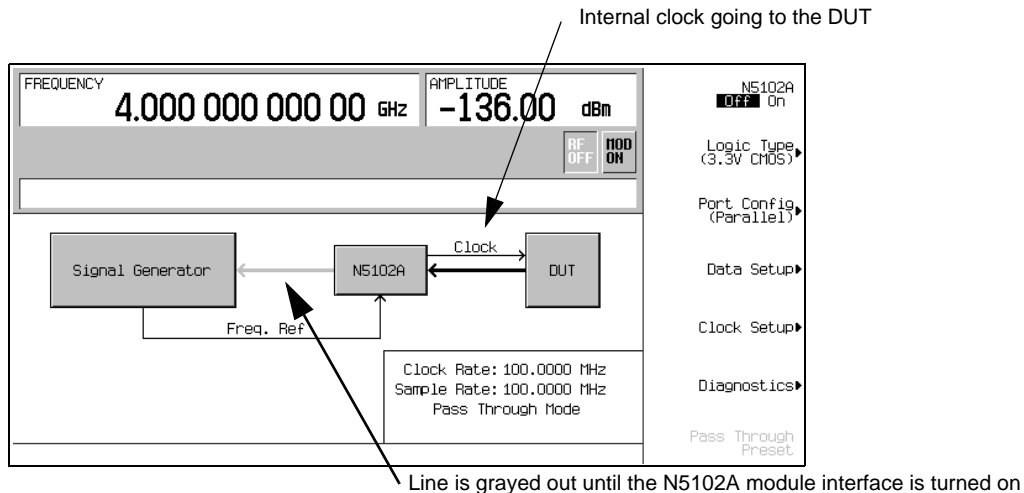 Internal clock going to the DUT
FREQUENCY
4.000 000 000 00 GHz
AMPLITUDE
-136.00 dBm
RF
OFF
MOD
ON
N5102A
Off On
Logic Type
(3.3V CMOS)
Port Config
(Parallel)
Data Setup
Clock Setup
Diagnostics
Pass Through
Preset
Signal Generator
N5102A
Clock
DUT
Freq. Ref
Clock Rate: 100.0000 MHz
Sample Rate: 100.0000 MHz
Pass Through Mode
Line is grayed out until the N5102A module interface is turned on